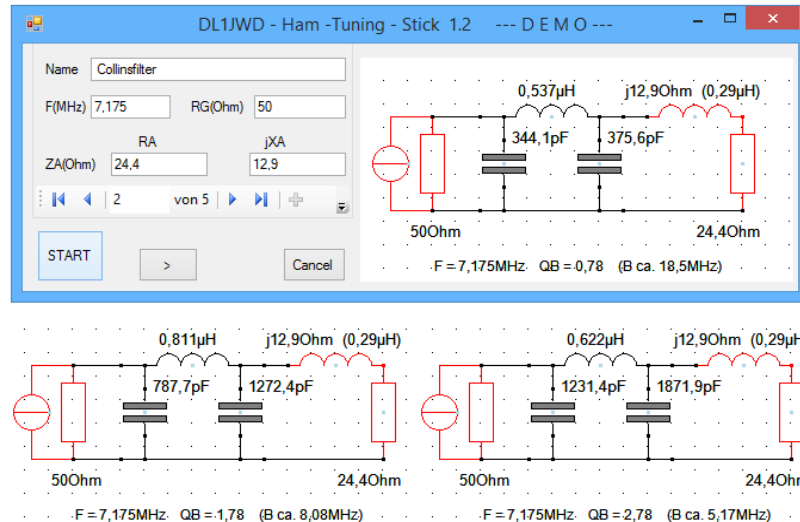 DL1JWD - Ham -Tuning - Stick 1.2 --- D E M O ---
Name Collinsfilter
F(MHz) 7,175 RG(Ohm) 50
RA jXA
ZA(Ohm) 24,4 12,9
2 von 5
START > Cancel
0,537µH j12,9Ohm (0,29µH)
344,1pF 375,6pF
50Ohm 24,4Ohm
F = 7,175MHz QB = 0,78 (B ca. 18,5MHz)
0,811µH j12,9Ohm (0,29µH)
787,7pF 1272,4pF
50Ohm 24,4Ohm
F = 7,175MHz QB = 1,78 (B ca. 8,08MHz)
0,622µH j12,9Ohm (0,29µH
1231,4pF 1871,9pF
50Ohm 24,4Ohm
F = 7,175MHz QB = 2,78 (B ca. 5,17MHz)